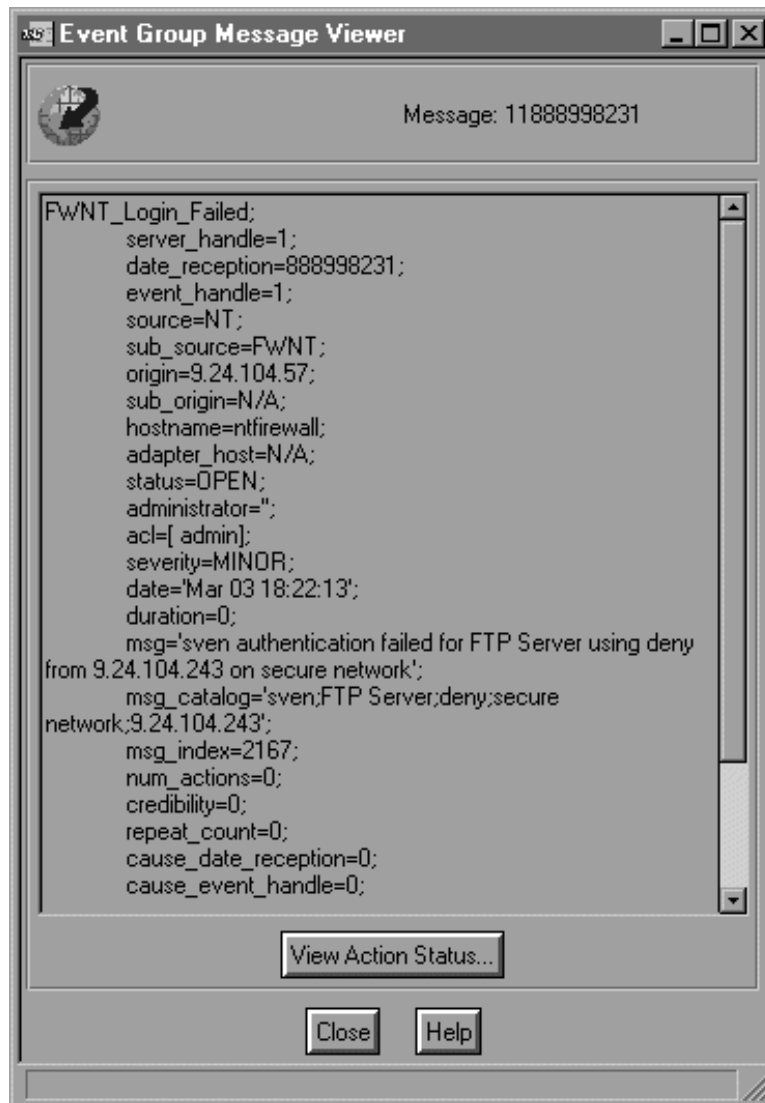 Event Group Message Viewer
Message: 11888998231
FWNT_Login_Failed;
server_handle=1;
date_reception=888998231;
event_handle=1;
source=NT;
sub_source=FWNT;
origin=9.24.104.57;
sub_origin=N/A;
hostname=ntfirewall;
adapter_host=N/A;
status=OPEN;
administrator='';
acl=[ admin];
severity=MINOR;
date='Mar 03 18:22:13';
duration=0;
msg='sven authentication failed for FTP Server using deny
from 9.24.104.243 on secure network';
msg_catalog='sven;FTP Server;deny;secure
network;9.24.104.243';
msg_index=2167;
num_actions=0;
credibility=0;
repeat_count=0;
cause_date_reception=0;
cause_event_handle=0;
View Action Status...
Close Help